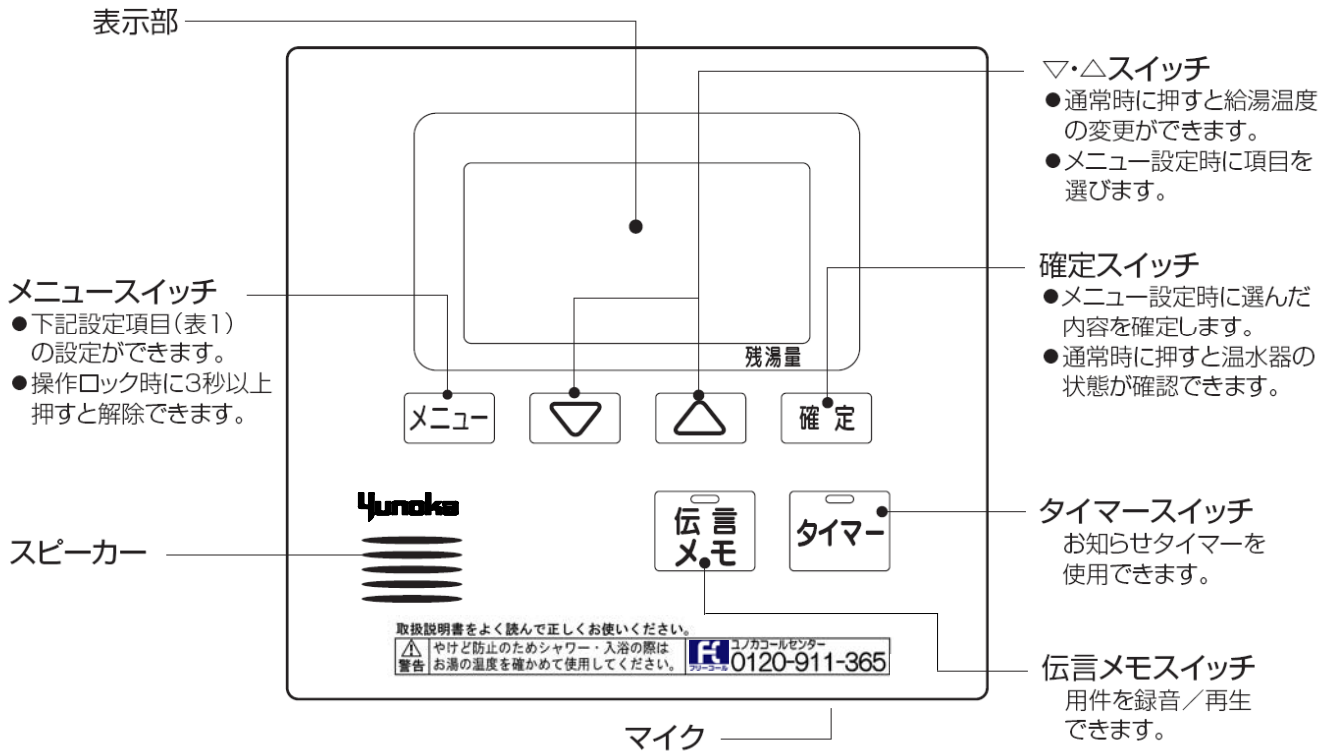 表示部
▽・△スイッチ
●通常時に押すと給湯温度
の変更ができます。
●メニュー設定時に項目を
選びます。
確定スイッチ
●メニュー設定時に選んだ
内容を確定します。
●通常時に押すと温水器の
状態が確認できます。
メニュースイッチ
●下記設定項目(表1)
の設定ができます。
●操作ロック時に3秒以上
押すと解除できます。
残湯量
メニュー ▽ △ 確定
Yunoka
伝言
メモ
タイマー
タイマースイッチ
お知らせタイマーを
使用できます。
スピーカー
取扱説明書をよく読んで正しくお使いください。
警告
やけど防止のためシャワー・入浴の際は
お湯の温度を確かめて使用してください。
フリーコール
ユノカコールセンター
0120-911-365
伝言メモスイッチ
用件を録音/再生
できます。
マイク